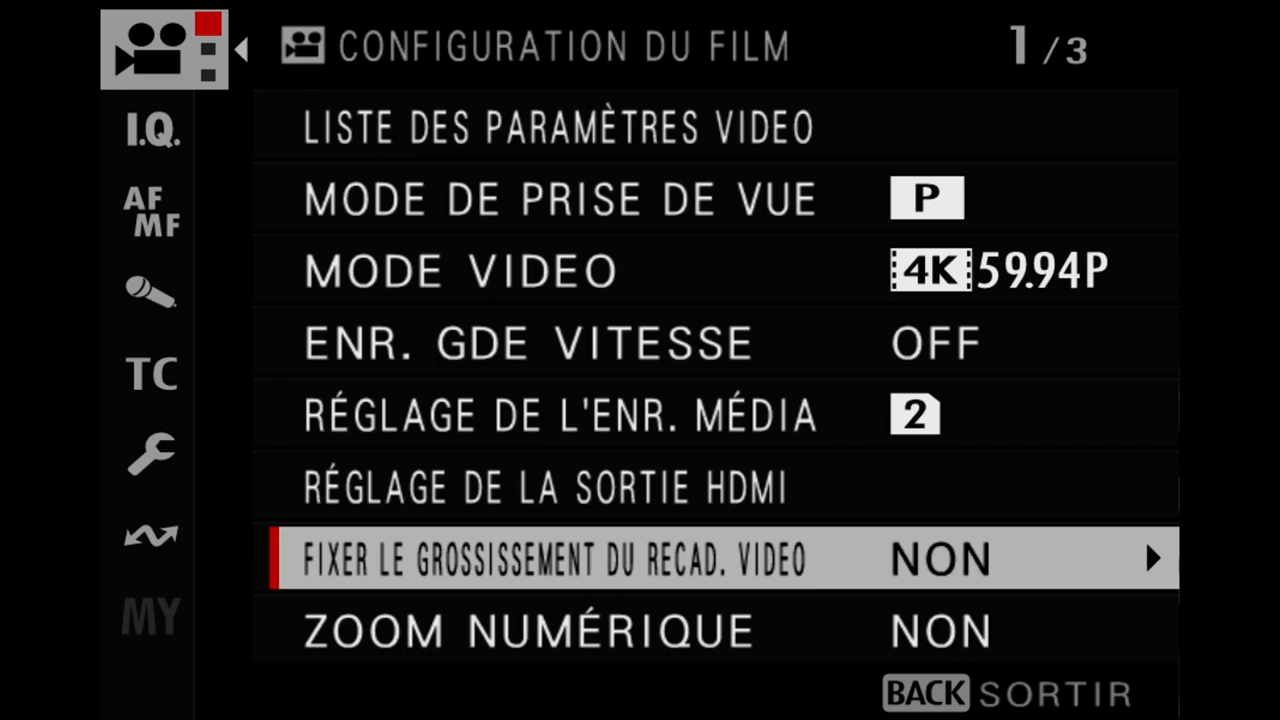 CONFIGURATION DU FILM 1/3
I.Q.
AF
MF
TC
MY
LISTE DES PARAMÈTRES VIDEO
MODE DE PRISE DE VUE P
MODE VIDEO 4K 59.94P
ENR. GDE VITESSE OFF
RÉGLAGE DE L'ENR. MÉDIA 2
RÉGLAGE DE LA SORTIE HDMI
FIXER LE GROSSISSEMENT DU RECAD. VIDEO NON
ZOOM NUMÉRIQUE NON
BACK SORTIR